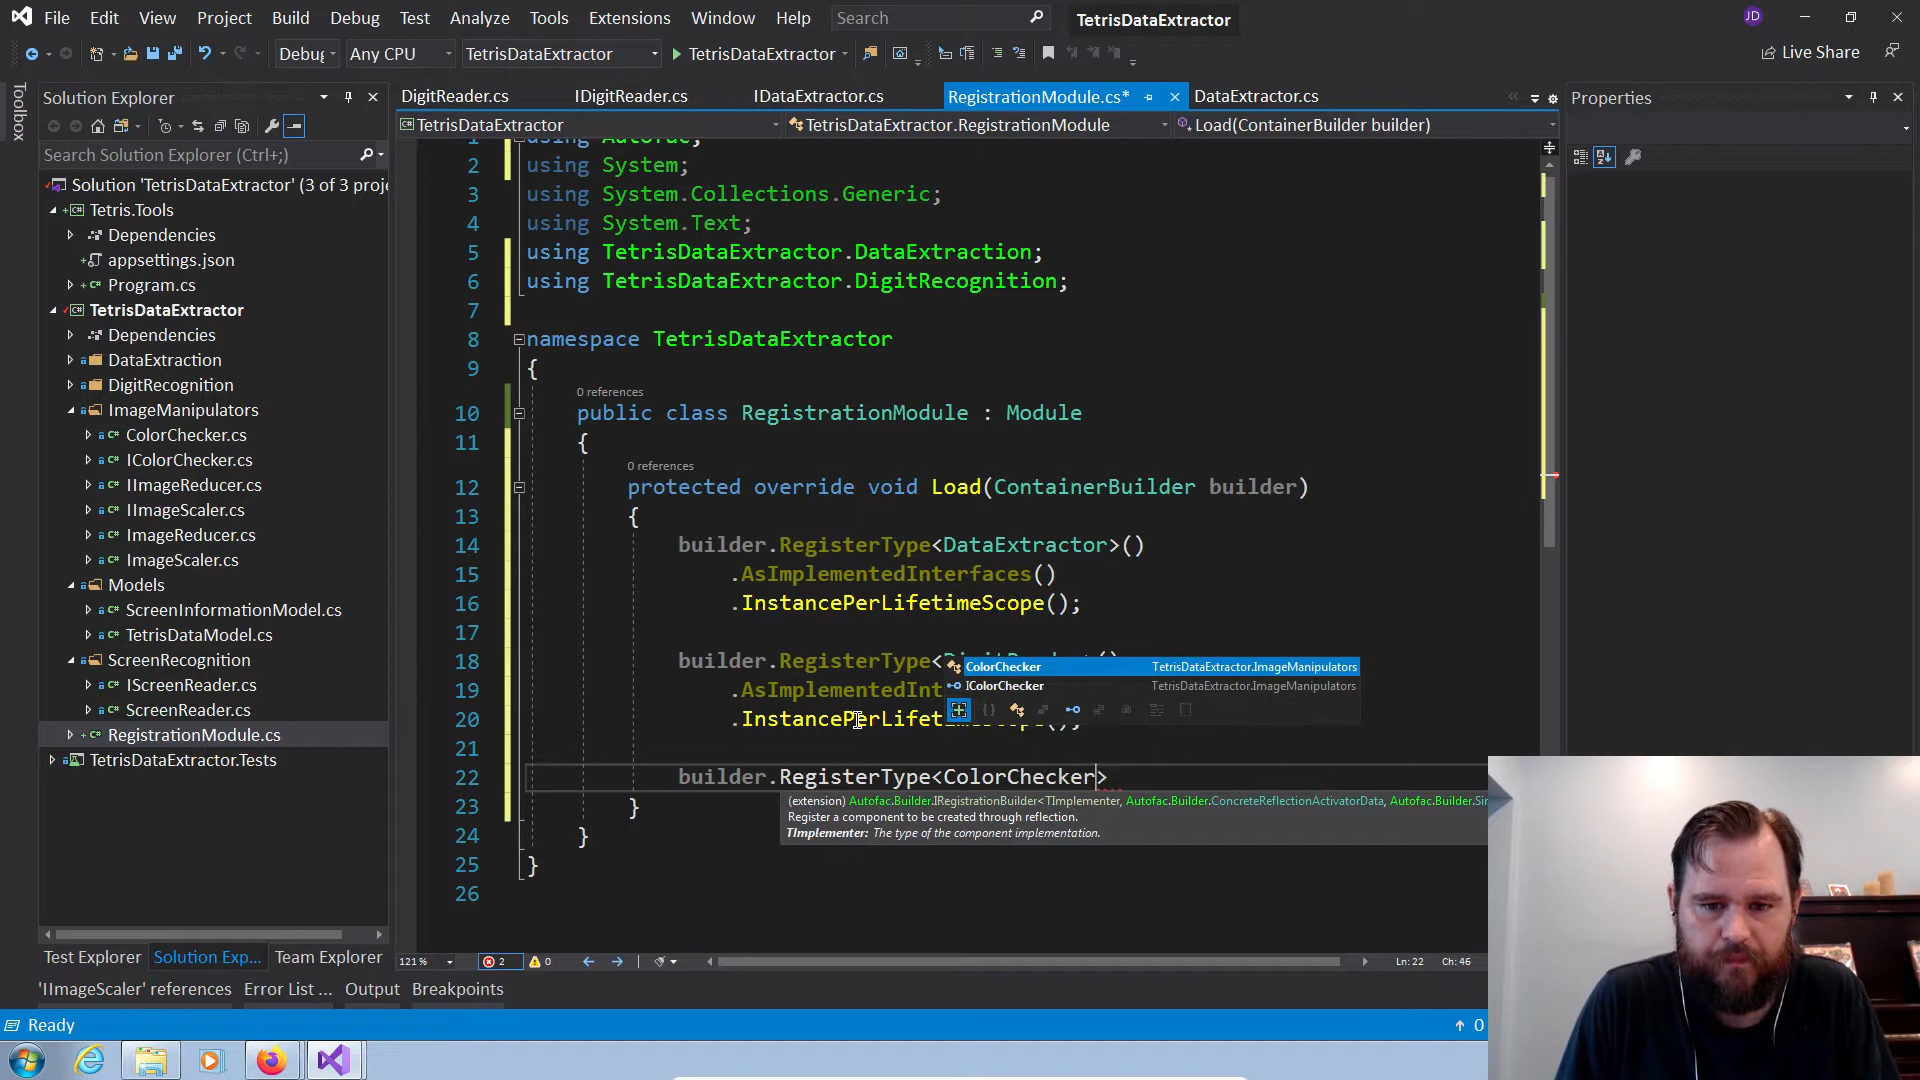 File Edit View Project Build Debug Test Analyze Tools Extensions Window Help Search TetrisDataExtractor JD
Debug Any CPU TetrisDataExtractor TetrisDataExtractor Live Share
Toolbox
Solution Explorer
Search Solution Explorer (Ctrl+;)
Solution 'TetrisDataExtractor' (3 of 3 proje
Tetris.Tools
Dependencies
appsettings.json
Program.cs
TetrisDataExtractor
Dependencies
DataExtraction
DigitRecognition
ImageManipulators
ColorChecker.cs
IColorChecker.cs
IImageReducer.cs
IImageScaler.cs
ImageReducer.cs
ImageScaler.cs
Models
ScreenInformationModel.cs
TetrisDataModel.cs
ScreenRecognition
IScreenReader.cs
ScreenReader.cs
RegistrationModule.cs
TetrisDataExtractor.Tests
Test Explorer Solution Exp... Team Explorer
DigitReader.cs IDigitReader.cs IDataExtractor.cs RegistrationModule.cs* DataExtractor.cs
TetrisDataExtractor TetrisDataExtractor.RegistrationModule Load(ContainerBuilder builder)
1 using Autofac;
2 using System;
3 using System.Collections.Generic;
4 using System.Text;
5 using TetrisDataExtractor.DataExtraction;
6 using TetrisDataExtractor.DigitRecognition;
7
8 namespace TetrisDataExtractor
9 {
0 references
10 public class RegistrationModule : Module
11 {
0 references
12 protected override void Load(ContainerBuilder builder)
13 {
14 builder.RegisterType<DataExtractor>()
15 .AsImplementedInterfaces()
16 .InstancePerLifetimeScope();
17
18 builder.RegisterType<
ColorChecker TetrisDataExtractor.ImageManipulators
IColorChecker TetrisDataExtractor.ImageManipulators
19 .AsImplementedInt
20 .InstancePerLifet
21
22 builder.RegisterType<ColorChecker>
(extension) Autofac.Builder.IRegistrationBuilder<TImplementer, Autofac.Builder.ConcreteReflectionActivatorData, Autofac.Builder.Sin
Register a component to be created through reflection.
TImplementer: The type of the component implementation.
23 }
24 }
25 }
26
121 % 2 0 Ln: 22 Ch: 46
Properties
'IImageScaler' references Error List ... Output Breakpoints
Ready 0